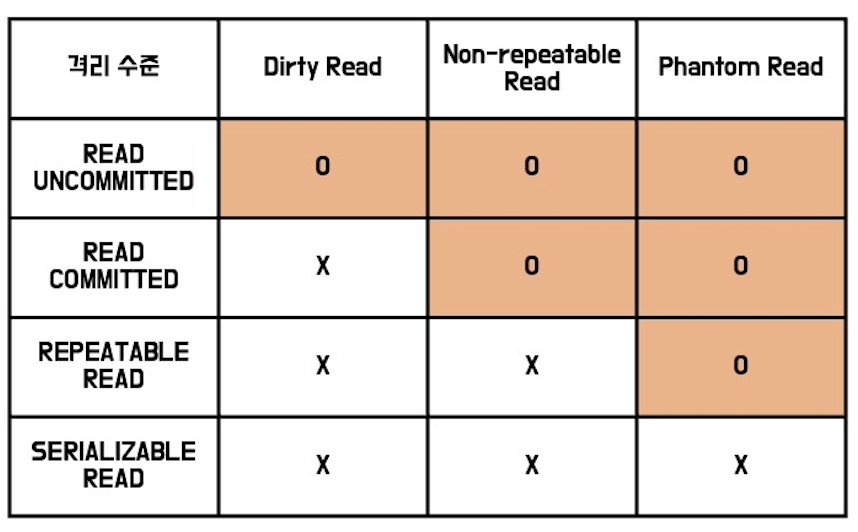 격리 수준
Dirty Read
Non-repeatable
Read
Phantom Read
READ
UNCOMMITTED
O
O
O
READ
COMMITTED
X
O
O
REPEATABLE
READ
X
X
O
SERIALIZABLE
READ
X
X
X